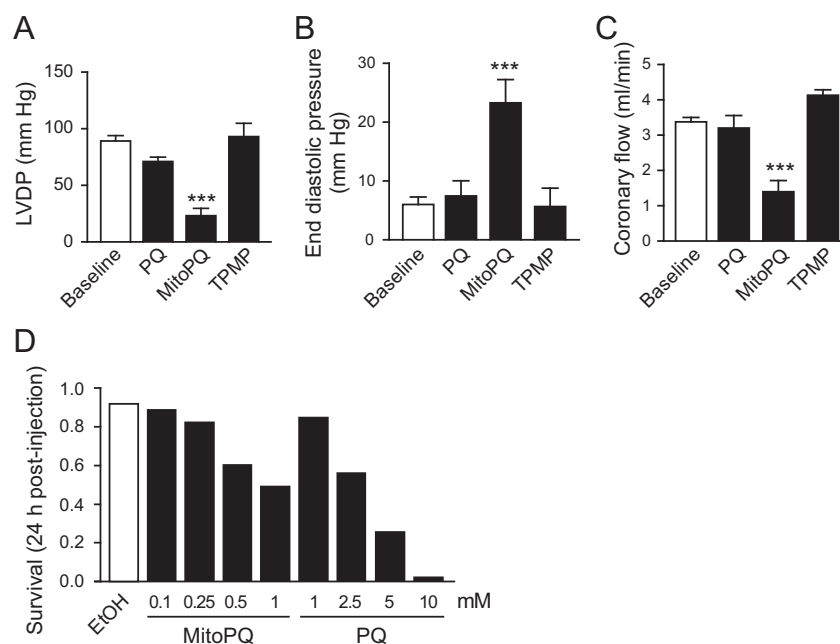 A
LVDP (mm Hg)
150
100
50
0
***
Baseline
PQ
MitoPQ
TPMP
B
End diastolic pressure
(mm Hg)
30
20
10
0
***
Baseline
PQ
MitoPQ
TPMP
C
Coronary flow (ml/min)
5
4
3
2
1
0
***
Baseline
PQ
MitoPQ
TPMP
D
Survival (24 h post-injection)
1.0
0.8
0.6
0.4
0.2
0.0
EtOH
0.1 0.25 0.5 1 1 2.5 5 10 mM
MitoPQ PQ